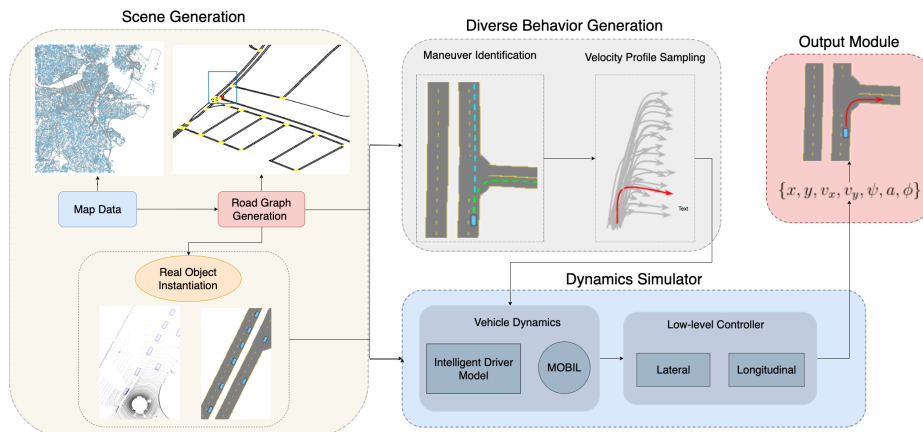 Scene Generation
Map Data
Road Graph
Generation
Real Object
Instantiation
Diverse Behavior Generation
Maneuver Identification
Velocity Profile Sampling
Text
Dynamics Simulator
Vehicle Dynamics
Intelligent Driver
Model
MOBIL
Low-level Controller
Lateral
Longitudinal
Output Module
{x, y, vₓ, v_y, ψ, a, ϕ}